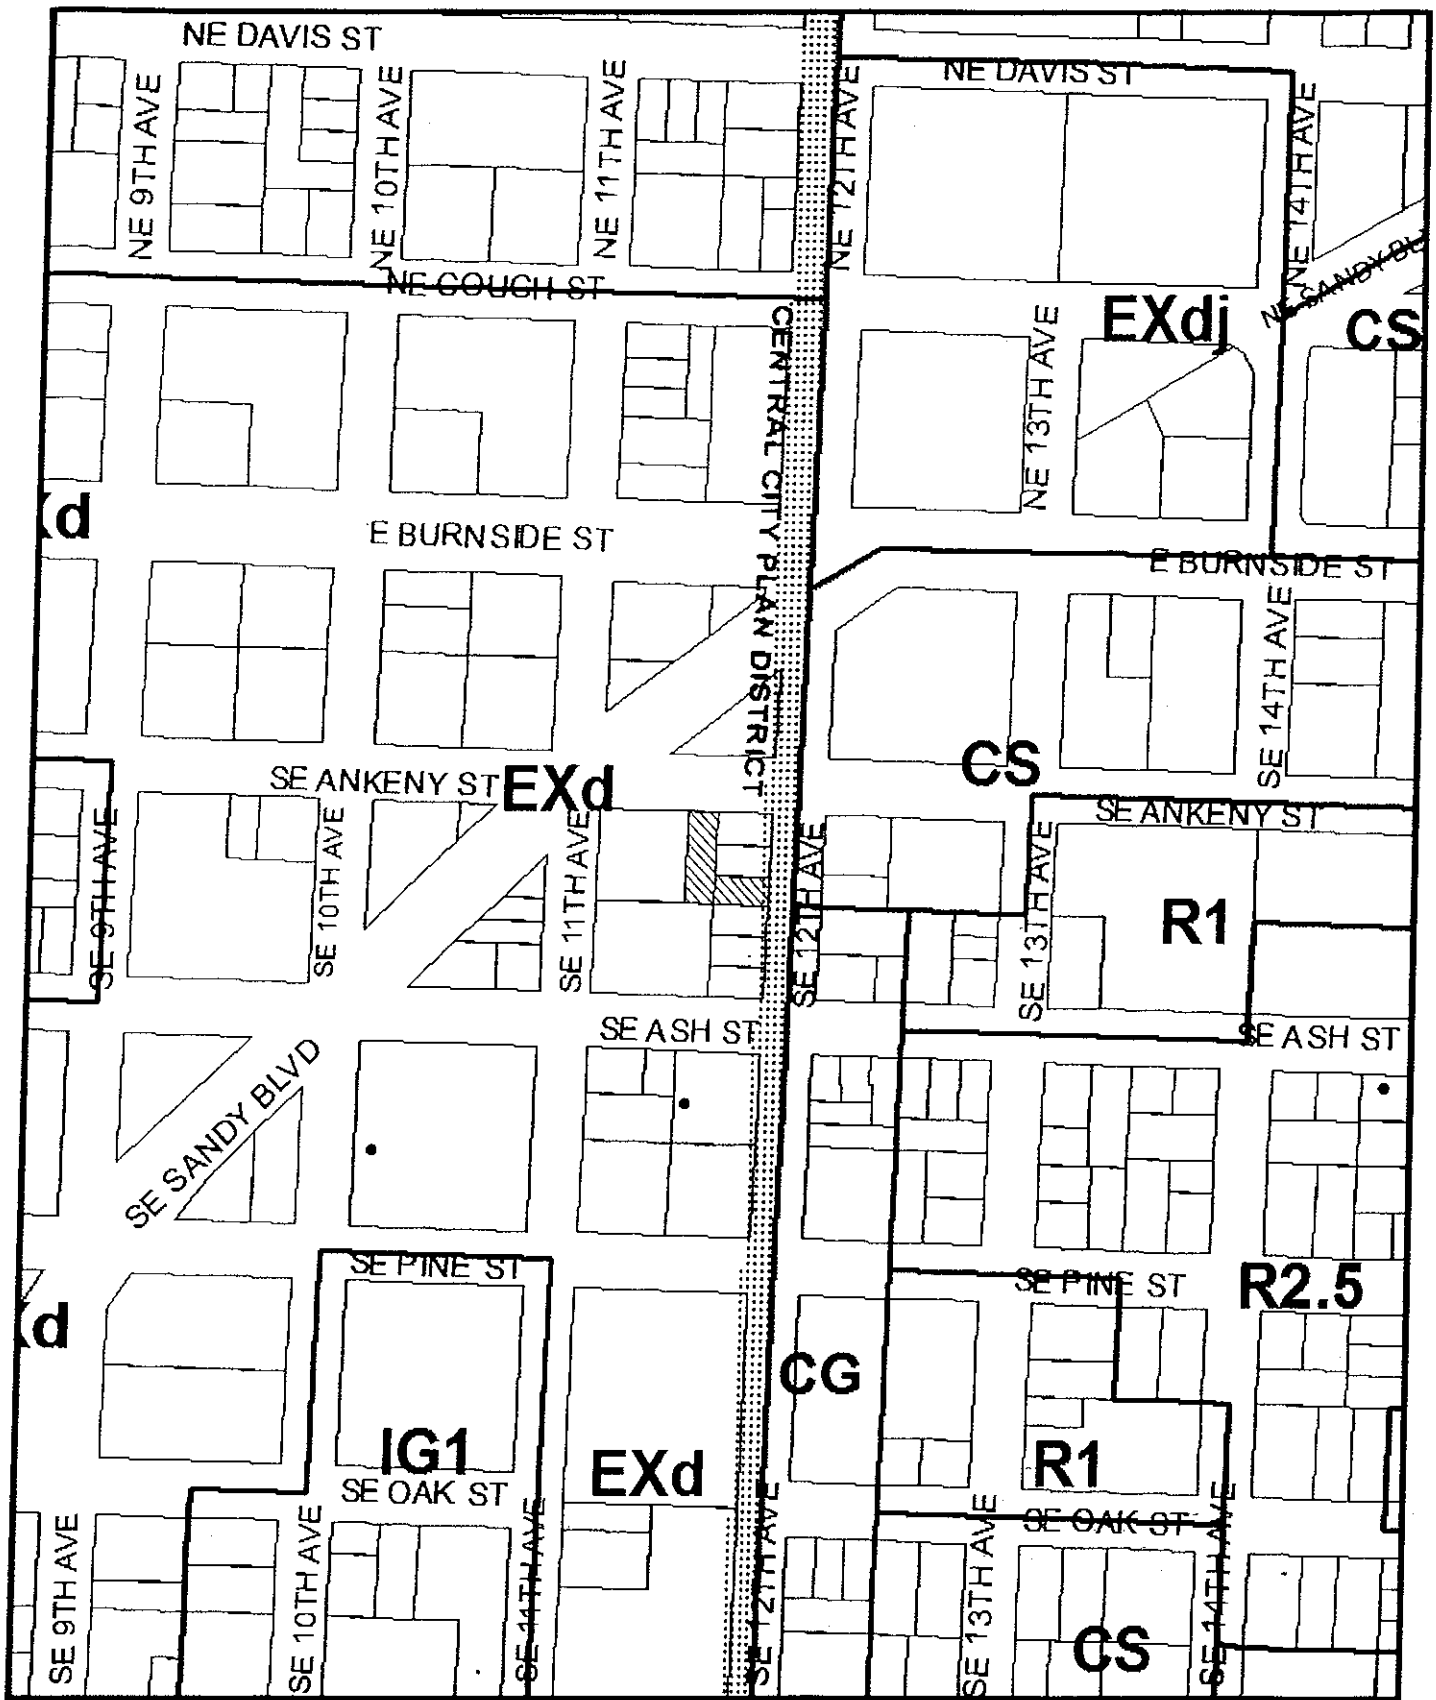 NE DAVIS ST
NE DAVIS ST
NE 9TH AVE
NE 10TH AVE
NE 11TH AVE
NE 12TH AVE
NE 14TH AVE
NE COUCH ST
NE SANDY BL
EXdj
CS
NE 13TH AVE
CENTRAL CITY PLAN DISTRICT
Xd
E BURNSIDE ST
E BURNSIDE ST
SE 14TH AVE
CS
SE ANKENY ST
EXd
SE ANKENY ST
SE 9TH AVE
SE 10TH AVE
SE 11TH AVE
SE 12TH AVE
SE 13TH AVE
R1
SE ASH ST
SE ASH ST
SE SANDY BLVD
SE PINE ST
SE PINE ST
R2.5
Xd
CG
IG1
EXd
R1
SE OAK ST
SE OAK ST
SE 9TH AVE
SE 10TH AVE
SE 11TH AVE
SE 12TH AVE
SE 13TH AVE
SE 14TH AVE
CS